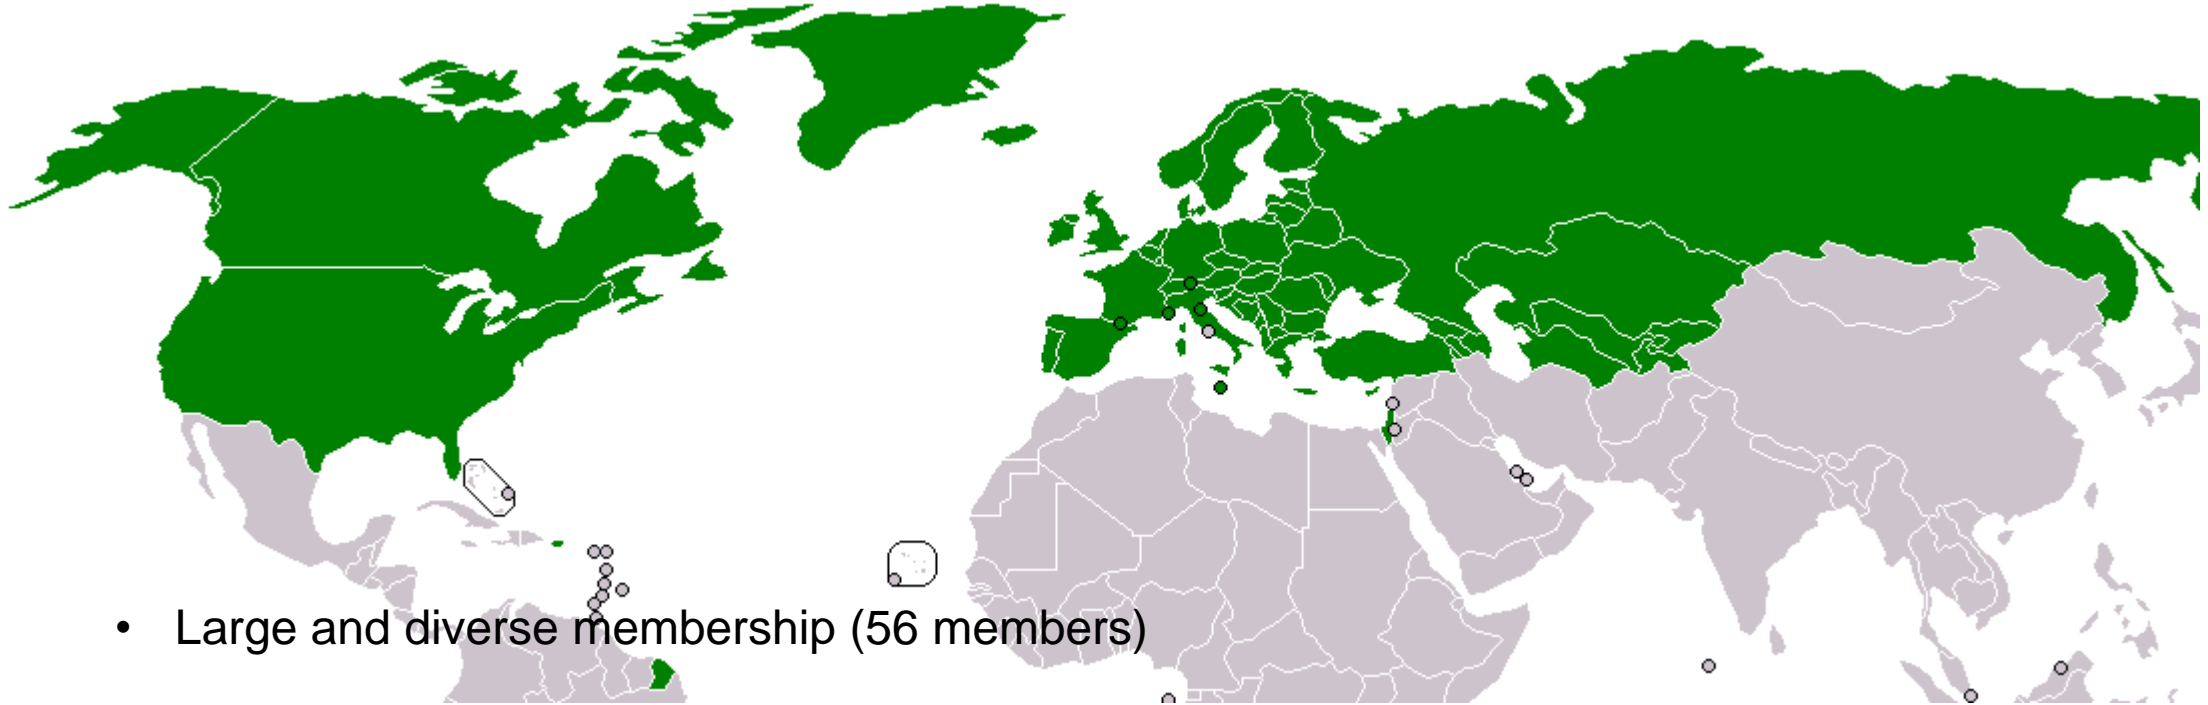 • Large and diverse membership (56 members)